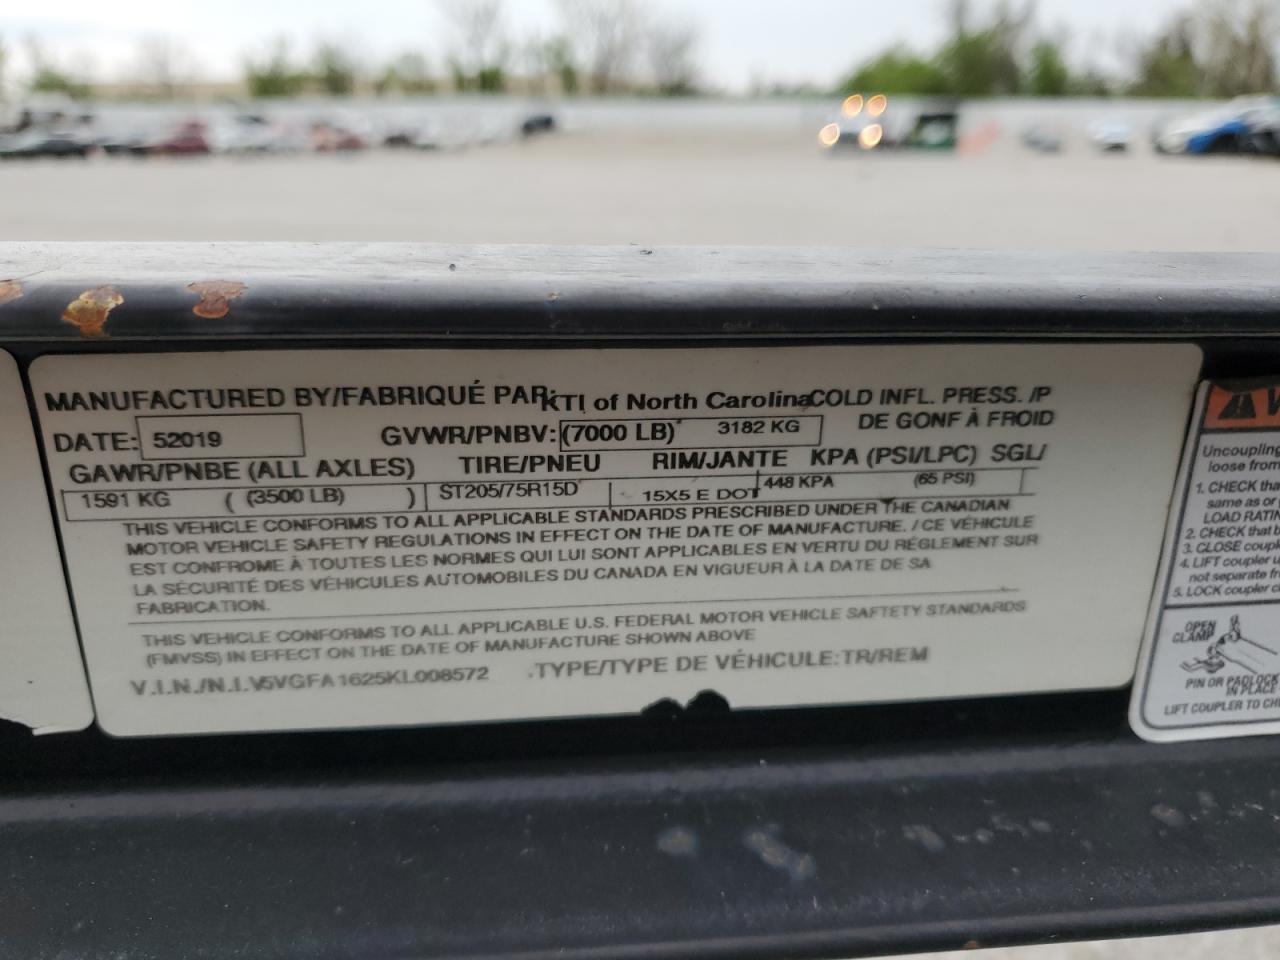 MANUFACTURED BY/FABRIQUÉ PAR: KTI of North Carolina COLD INFL. PRESS. /P
DATE: 52019 GVWR/PNBV: (7000 LB) 3182 KG DE GONF À FROID
GAWR/PNBE (ALL AXLES) TIRE/PNEU RIM/JANTE KPA (PSI/LPC) SGL/
1591 KG ( (3500 LB) ) ST205/75R15D 15X5 E DOT 448 KPA (65 PSI)
THIS VEHICLE CONFORMS TO ALL APPLICABLE STANDARDS PRESCRIBED UNDER THE CANADIAN
MOTOR VEHICLE SAFETY REGULATIONS IN EFFECT ON THE DATE OF MANUFACTURE. / CE VÉHICULE
EST CONFROME À TOUTES LES NORMES QUI LUI SONT APPLICABLES EN VERTU DU RÉGLEMENT SUR
LA SÉCURITÉ DES VÉHICULES AUTOMOBILES DU CANADA EN VIGUEUR À LA DATE DE SA
FABRICATION.
THIS VEHICLE CONFORMS TO ALL APPLICABLE U.S. FEDERAL MOTOR VEHICLE SAFTETY STANDARDS
(FMVSS) IN EFFECT ON THE DATE OF MANUFACTURE SHOWN ABOVE
V.I.N./N.I.V5VGFA1625KL008572 .TYPE/TYPE DE VÉHICULE: TR/REM
Uncoupling
loose from
1. CHECK tha
same as or
LOAD RATIN
2. CHECK that b
3. CLOSE coupl
4. LIFT coupler u
not separate fr
5. LOCK coupler c
OPEN
CLAMP
PIN OR PADLOCK
IN PLACE
LIFT COUPLER TO CH